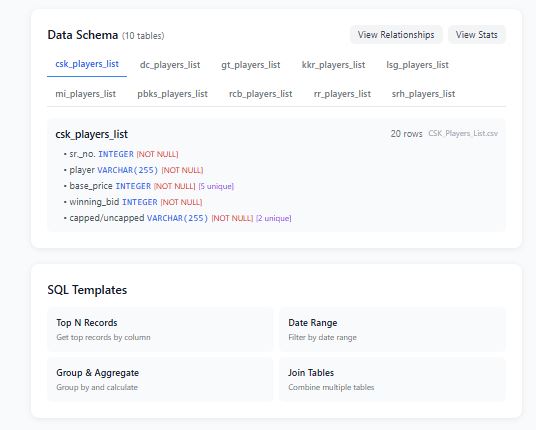 Data Schema (10 tables) View Relationships View Stats
csk_players_list dc_players_list gt_players_list kkr_players_list lsg_players_list
mi_players_list pbks_players_list rcb_players_list rr_players_list srh_players_list
csk_players_list 20 rows CSK_Players_List.csv
• sr._no. INTEGER [NOT NULL]
• player VARCHAR(255) [NOT NULL]
• base_price INTEGER [NOT NULL] [5 unique]
• winning_bid INTEGER [NOT NULL]
• capped/uncapped VARCHAR(255) [NOT NULL] [2 unique]
SQL Templates
Top N Records
Get top records by column
Date Range
Filter by date range
Group & Aggregate
Group by and calculate
Join Tables
Combine multiple tables